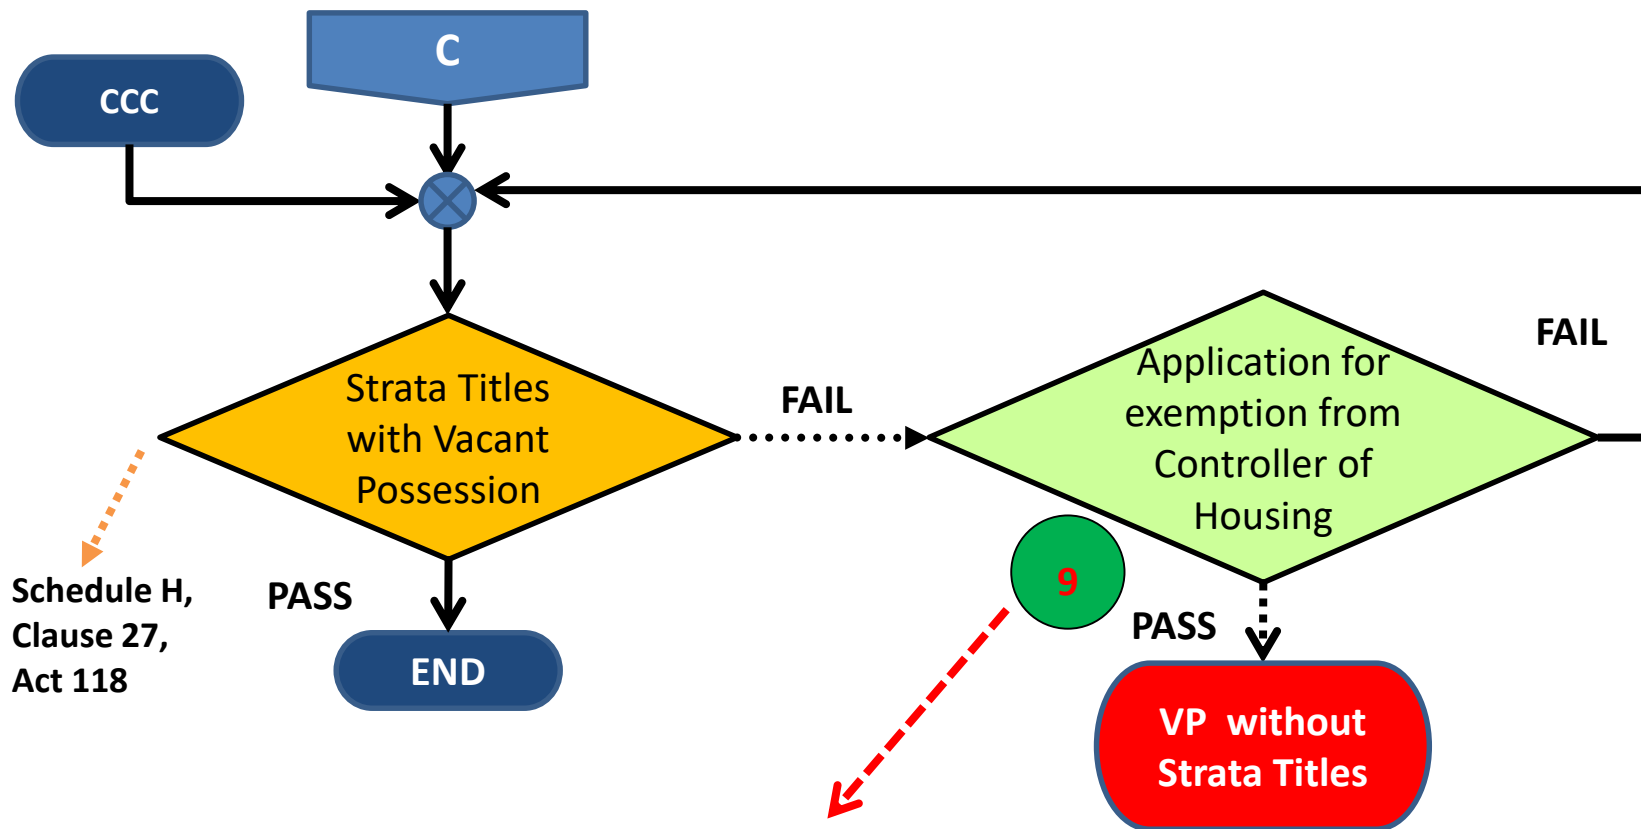 C
CCC
Strata Titles
with Vacant
Possession
FAIL
Application for
exemption from
Controller of
Housing
FAIL
Schedule H,
Clause 27,
Act 118
PASS
END
9
PASS
VP without
Strata Titles